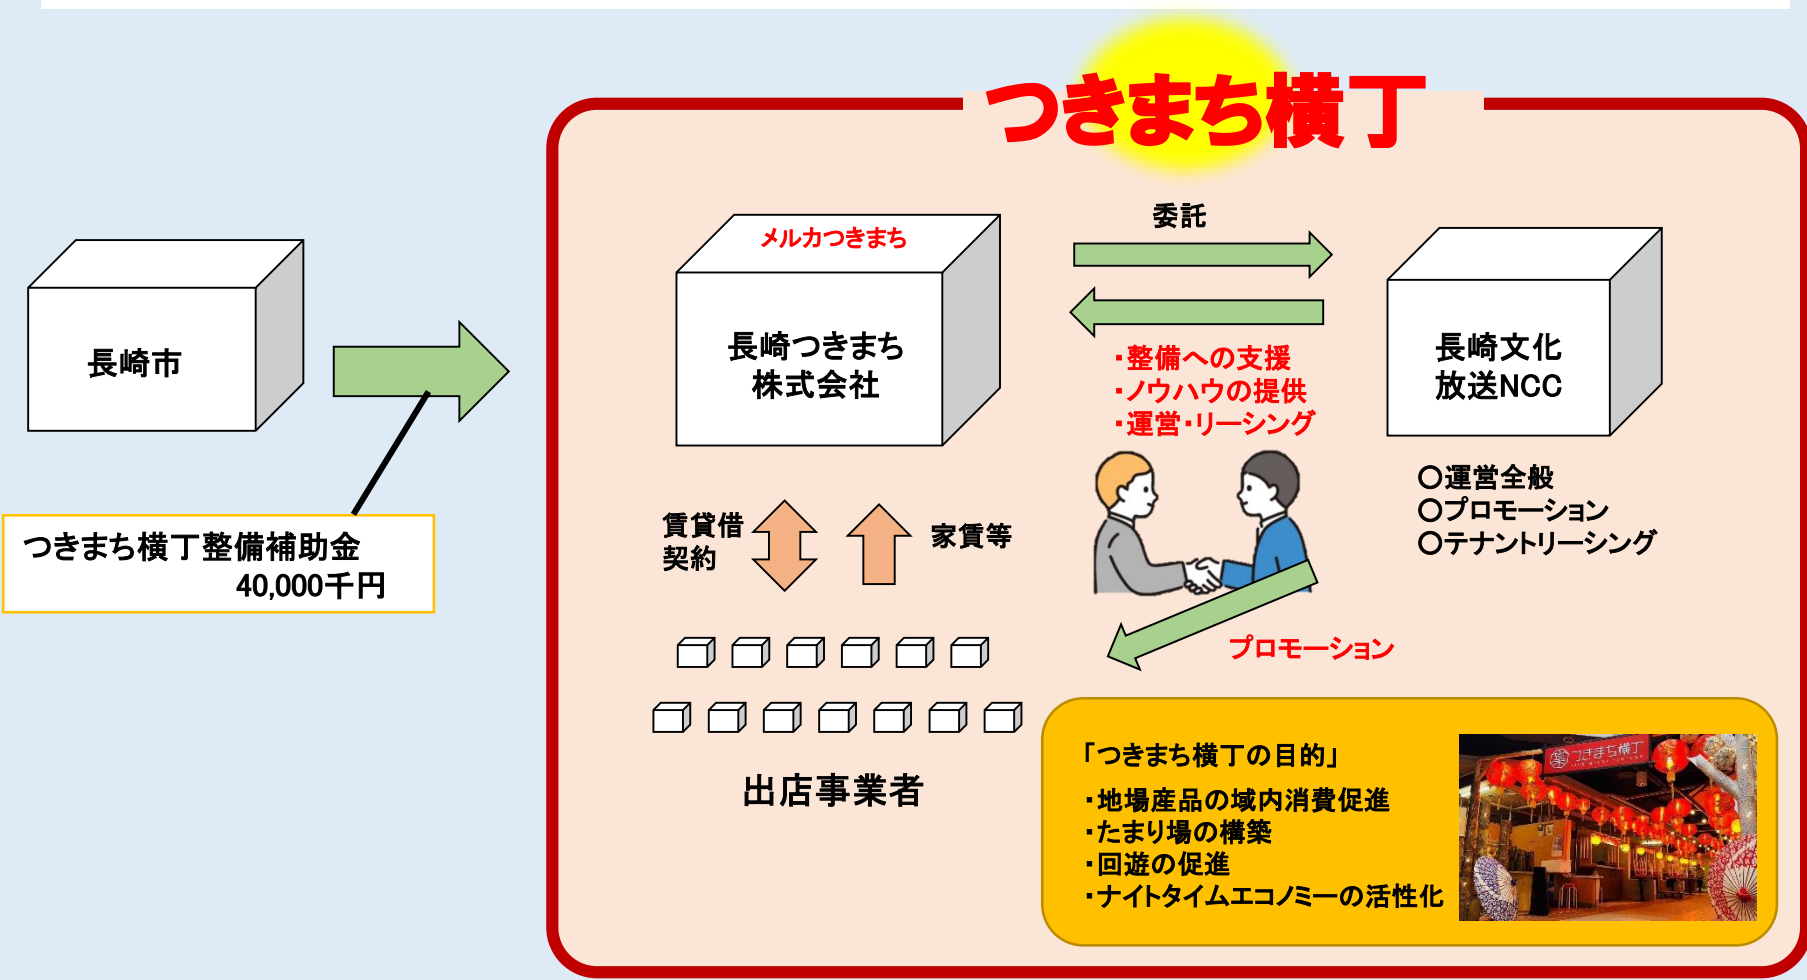 つきまち横丁
長崎市
つきまち横丁整備補助金
40,000千円
メルカつきまち
長崎つきまち
株式会社
委託
・整備への支援
・ノウハウの提供
・運営・リーシング
長崎文化
放送NCC
〇運営全般
〇プロモーション
〇テナントリーシング
賃貸借
契約
家賃等
プロモーション
出店事業者
「つきまち横丁の目的」
・地場産品の域内消費促進
・たまり場の構築
・回遊の促進
・ナイトタイムエコノミーの活性化
つきまち横丁